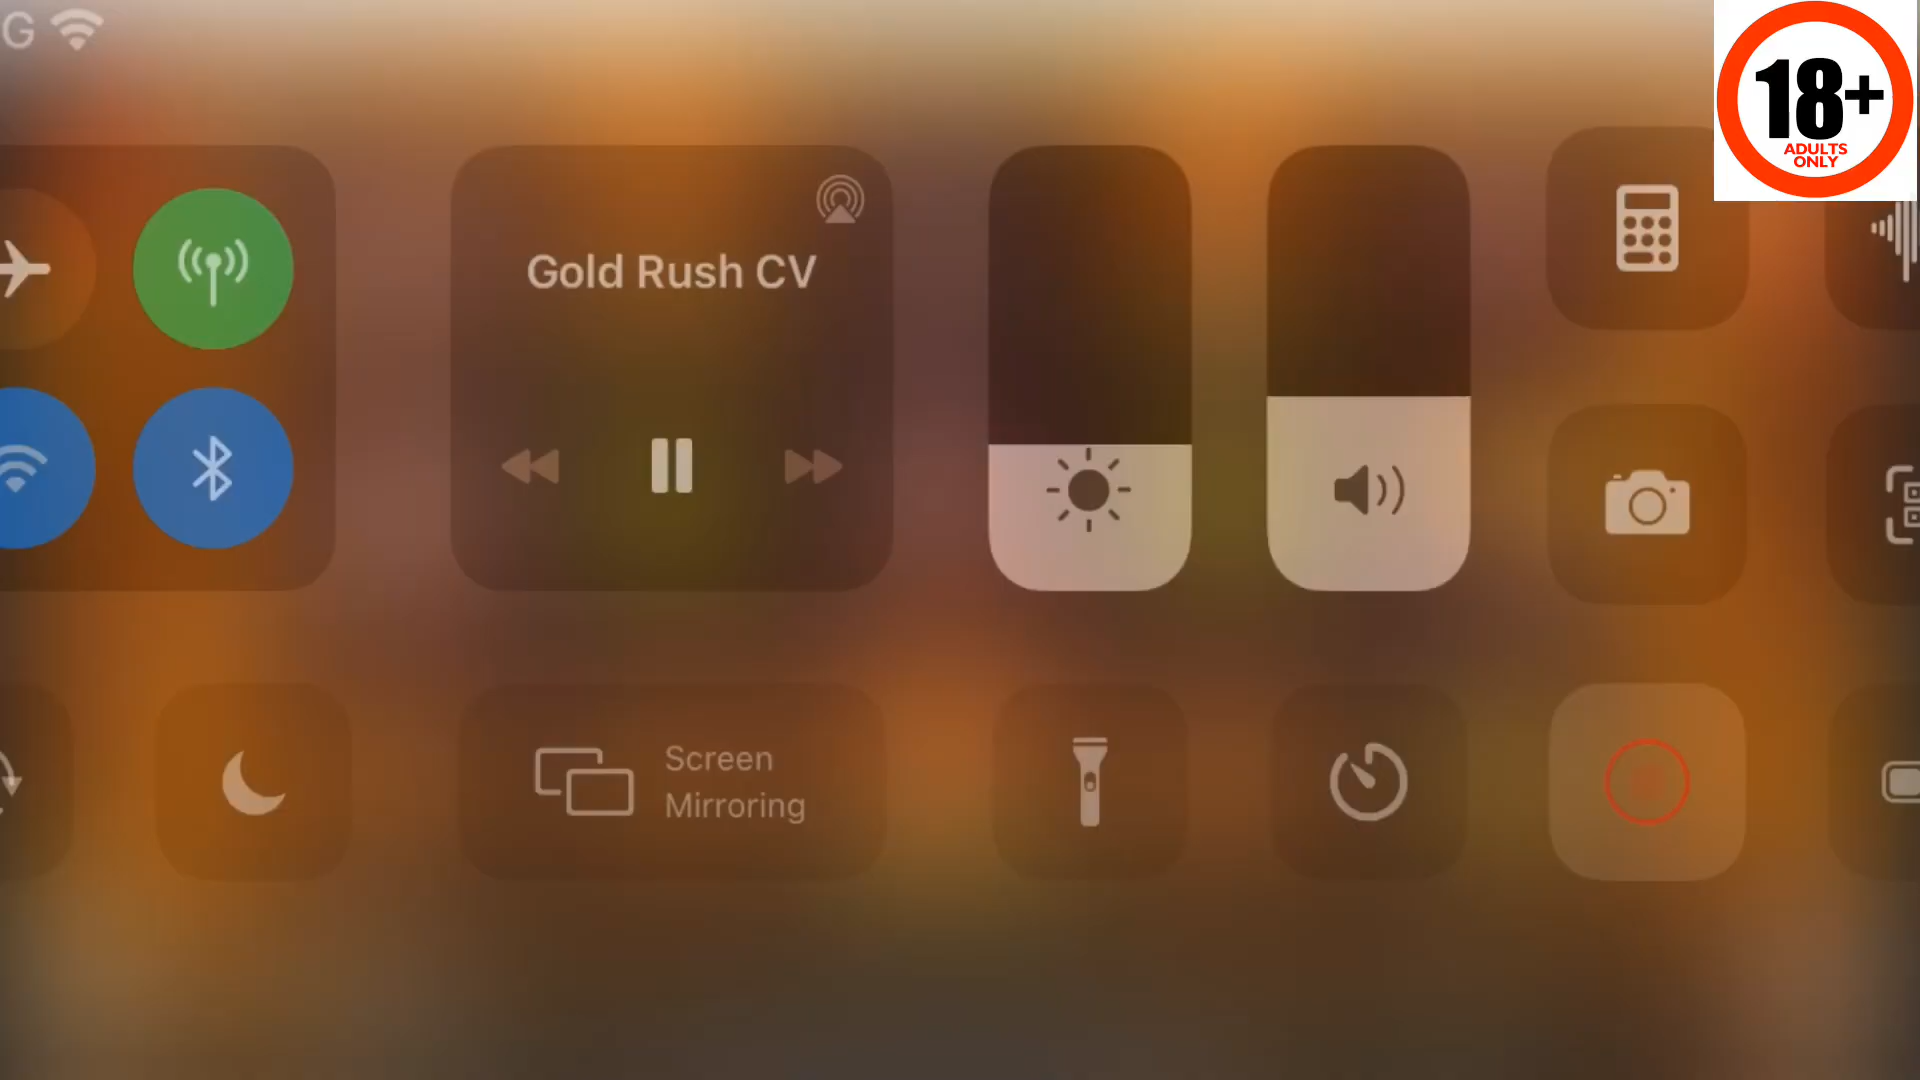 G
18+
ADULTS
ONLY
Gold Rush CV
Screen
Mirroring